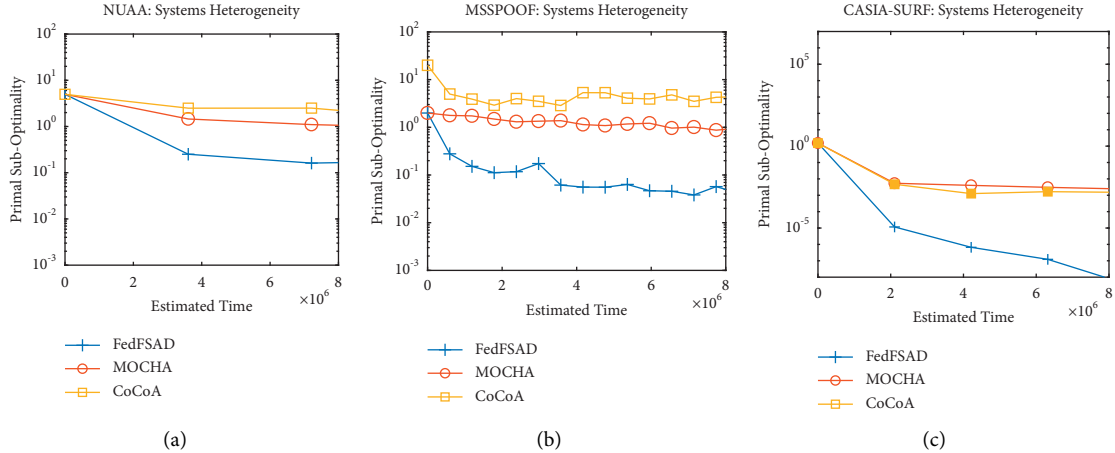 NUAA: Systems Heterogeneity
10^2
10^1
10^0
10^-1
10^-2
10^-3
Primal Sub-Optimality
0 2 4 6 8
×10^6
Estimated Time
FedFSAD
MOCHA
CoCoA
(a)
MSSPOOF: Systems Heterogeneity
10^2
10^1
10^0
10^-1
10^-2
10^-3
Primal Sub-Optimality
0 2 4 6 8
×10^6
Estimated Time
FedFSAD
MOCHA
CoCoA
(b)
CASIA-SURF: Systems Heterogeneity
10^5
10^0
10^-5
Primal Sub-Optimality
0 2 4 6 8
×10^6
Estimated Time
FedFSAD
MOCHA
CoCoA
(c)